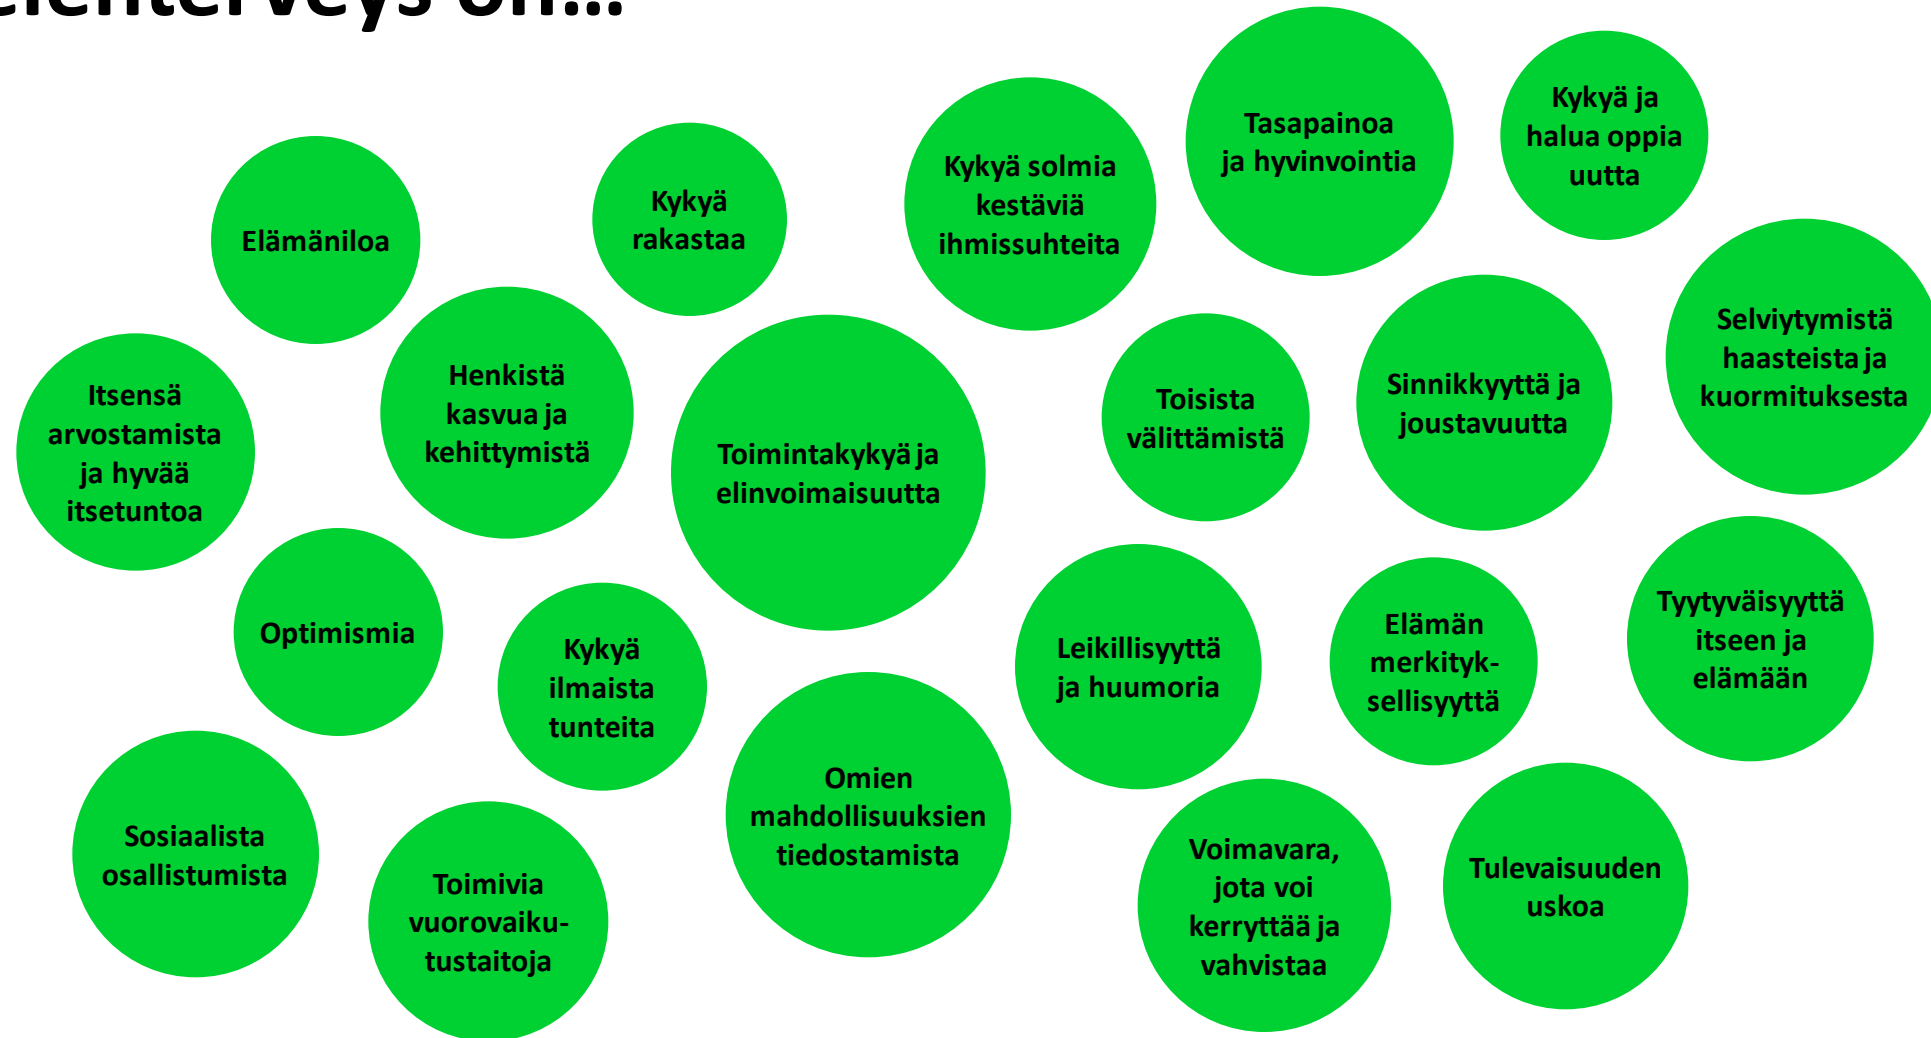 elenterveys on...
Elämäniloa
Kykyä
rakastaa
Kykyä solmia
kestäviä
ihmissuhteita
Tasapainoa
ja hyvinvointia
Kykyä ja
halua oppia
uutta
Itsensä
arvostamista
ja hyvää
itsetuntoa
Henkistä
kasvua ja
kehittymistä
Toimintakykyä ja
elinvoimaisuutta
Toisista
välittämistä
Sinnikkyyttä ja
joustavuutta
Selviytymistä
haasteista ja
kuormituksesta
Optimismia
Kykyä
ilmaista
tunteita
Leikillisyyttä
ja huumoria
Elämän
merkityk-
sellisyyttä
Tyytyväisyyttä
itseen ja
elämään
Sosiaalista
osallistumista
Toimivia
vuorovaiku-
tustaitoja
Omien
mahdollisuuksien
tiedostamista
Voimavara,
jota voi
kerryttää ja
vahvistaa
Tulevaisuuden
uskoa